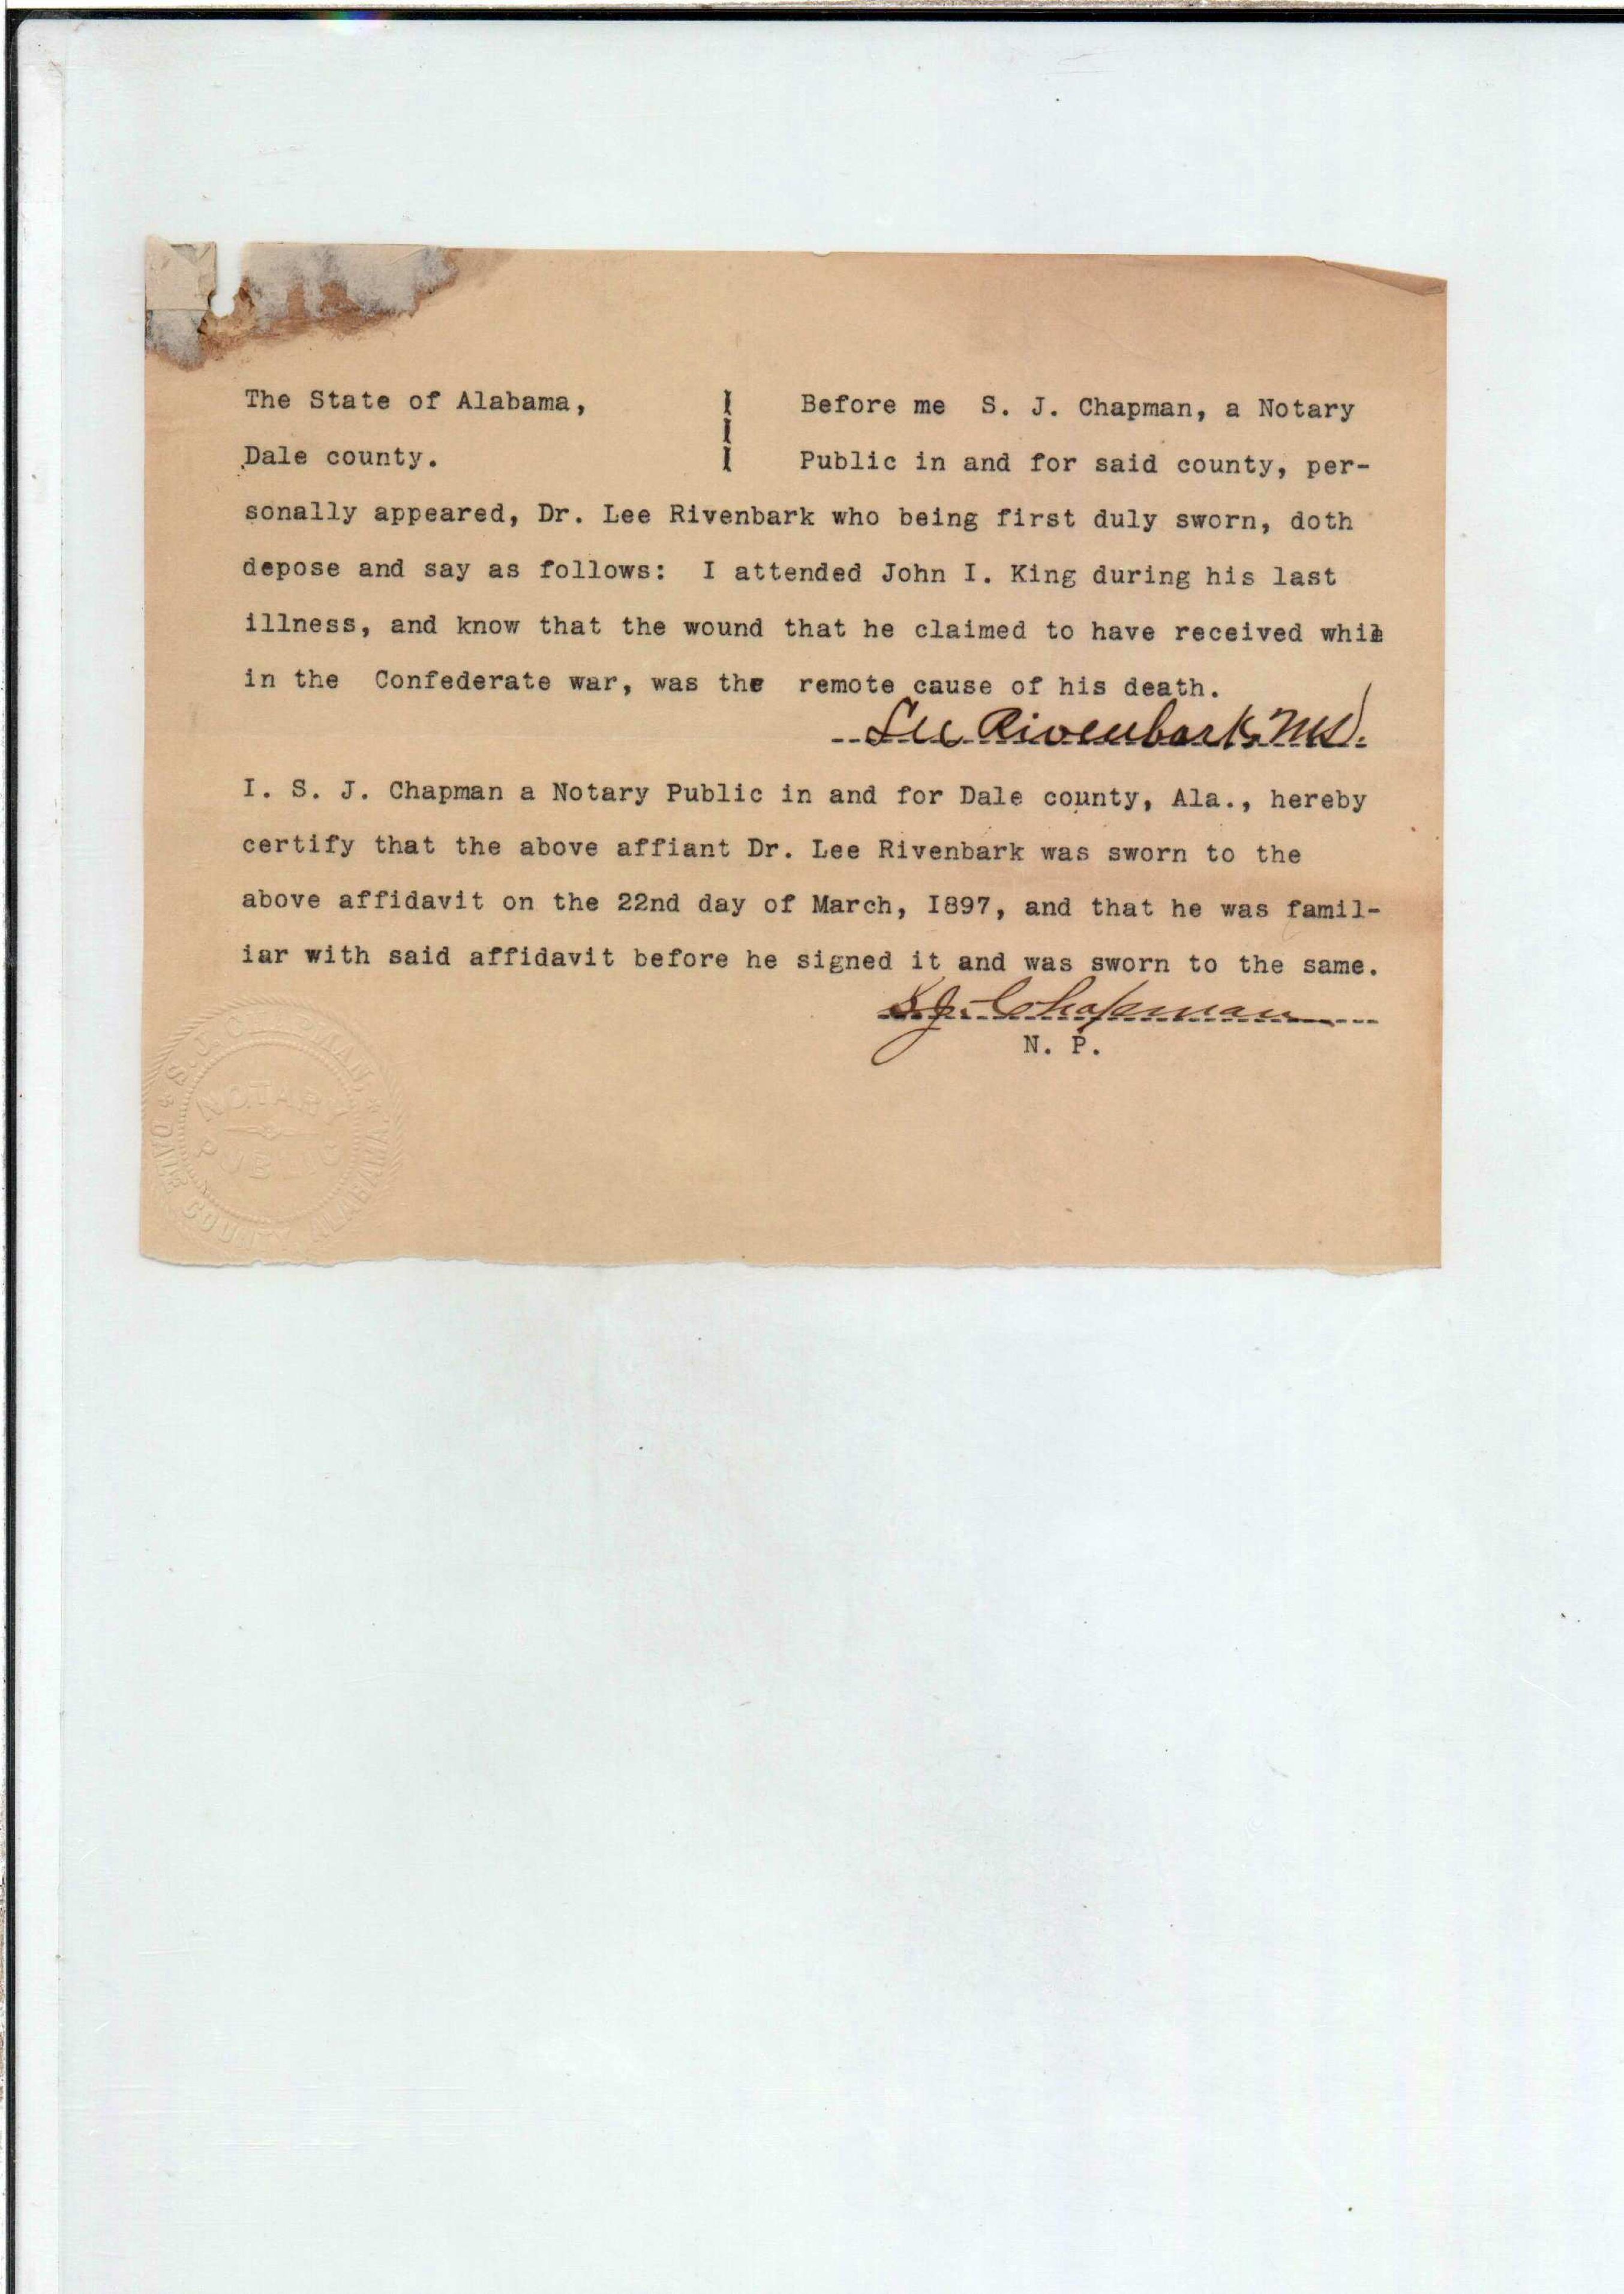 The State of Alabama, I Before me S. J. Chapman, a Notary
I
Dale county. I Public in and for said county, per-
sonally appeared, Dr. Lee Rivenbark who being first duly sworn, doth
depose and say as follows: I attended John I. King during his last
illness, and know that the wound that he claimed to have received while
in the Confederate war, was the remote cause of his death.
Lee Rivenbark, MD.
I. S. J. Chapman a Notary Public in and for Dale county, Ala., hereby
certify that the above affiant Dr. Lee Rivenbark was sworn to the
above affidavit on the 22nd day of March, I897, and that he was famil-
iar with said affidavit before he signed it and was sworn to the same.
S. J. Chapman
N. P.
NOTARY
PUBLIC
DALE COUNTY, ALABAMA.